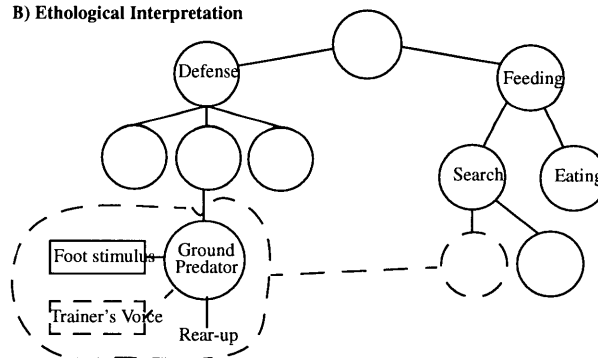 B) Ethological Interpretation
Defense
Feeding
Search
Eating
Foot stimulus
Ground
Predator
Trainer's Voice
Rear-up